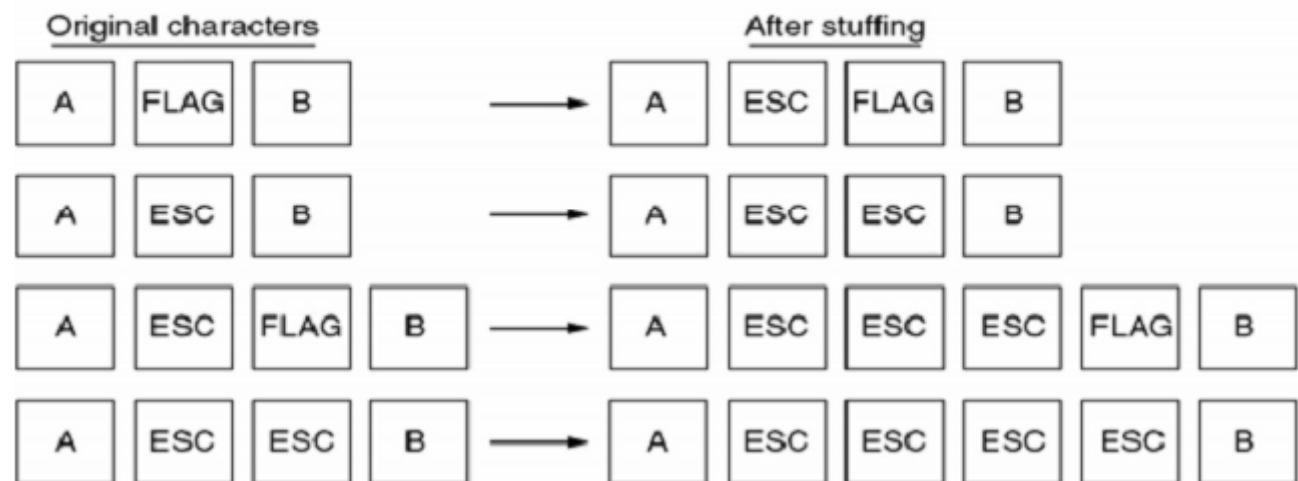 Original characters After stuffing
A FLAG B A ESC FLAG B
A ESC B A ESC ESC B
A ESC FLAG B A ESC ESC ESC FLAG B
A ESC ESC B A ESC ESC ESC ESC B